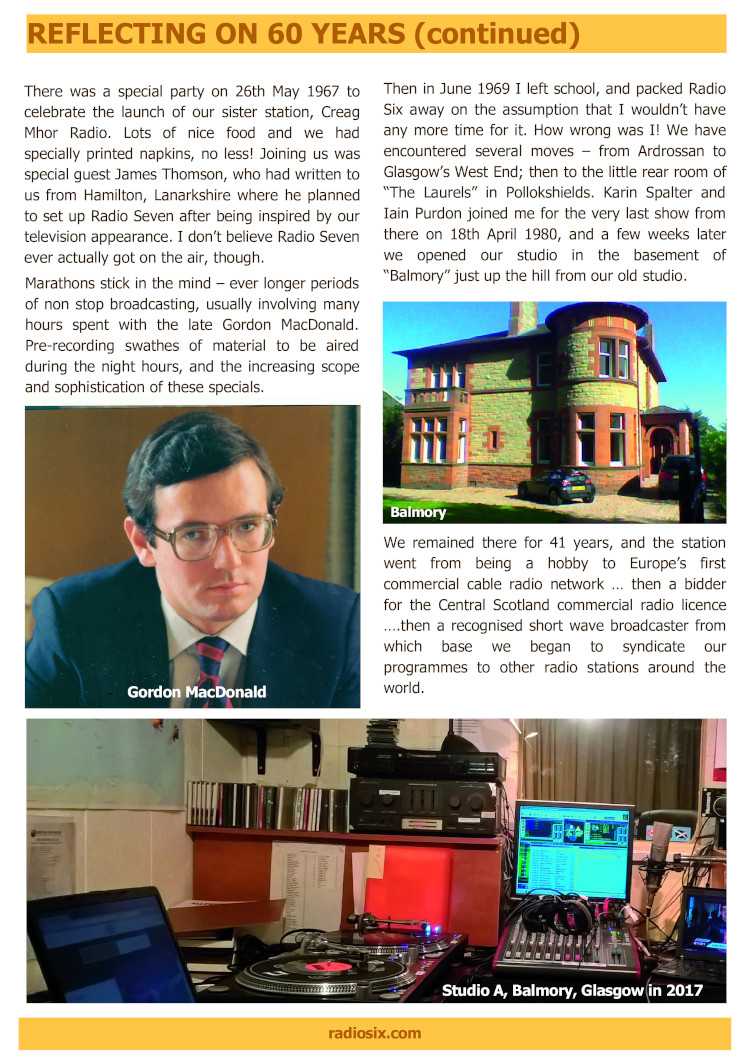 REFLECTING ON 60 YEARS (continued)
There was a special party on 26th May 1967 to
celebrate the launch of our sister station, Creag
Mhor Radio. Lots of nice food and we had
specially printed napkins, no less! Joining us was
special guest James Thomson, who had written to
us from Hamilton, Lanarkshire where he planned
to set up Radio Seven after being inspired by our
television appearance. I don’t believe Radio Seven
ever actually got on the air, though.
Marathons stick in the mind – ever longer periods
of non stop broadcasting, usually involving many
hours spent with the late Gordon MacDonald.
Pre-recording swathes of material to be aired
during the night hours, and the increasing scope
and sophistication of these specials.
Gordon MacDonald
Then in June 1969 I left school, and packed Radio
Six away on the assumption that I wouldn’t have
any more time for it. How wrong was I! We have
encountered several moves – from Ardrossan to
Glasgow’s West End; then to the little rear room of
“The Laurels” in Pollokshields. Karin Spalter and
Iain Purdon joined me for the very last show from
there on 18th April 1980, and a few weeks later
we opened our studio in the basement of
“Balmory” just up the hill from our old studio.
Balmory
We remained there for 41 years, and the station
went from being a hobby to Europe’s first
commercial cable radio network … then a bidder
for the Central Scotland commercial radio licence
….then a recognised short wave broadcaster from
which base we began to syndicate our
programmes to other radio stations around the
world.
Studio A, Balmory, Glasgow in 2017
radiosix.com